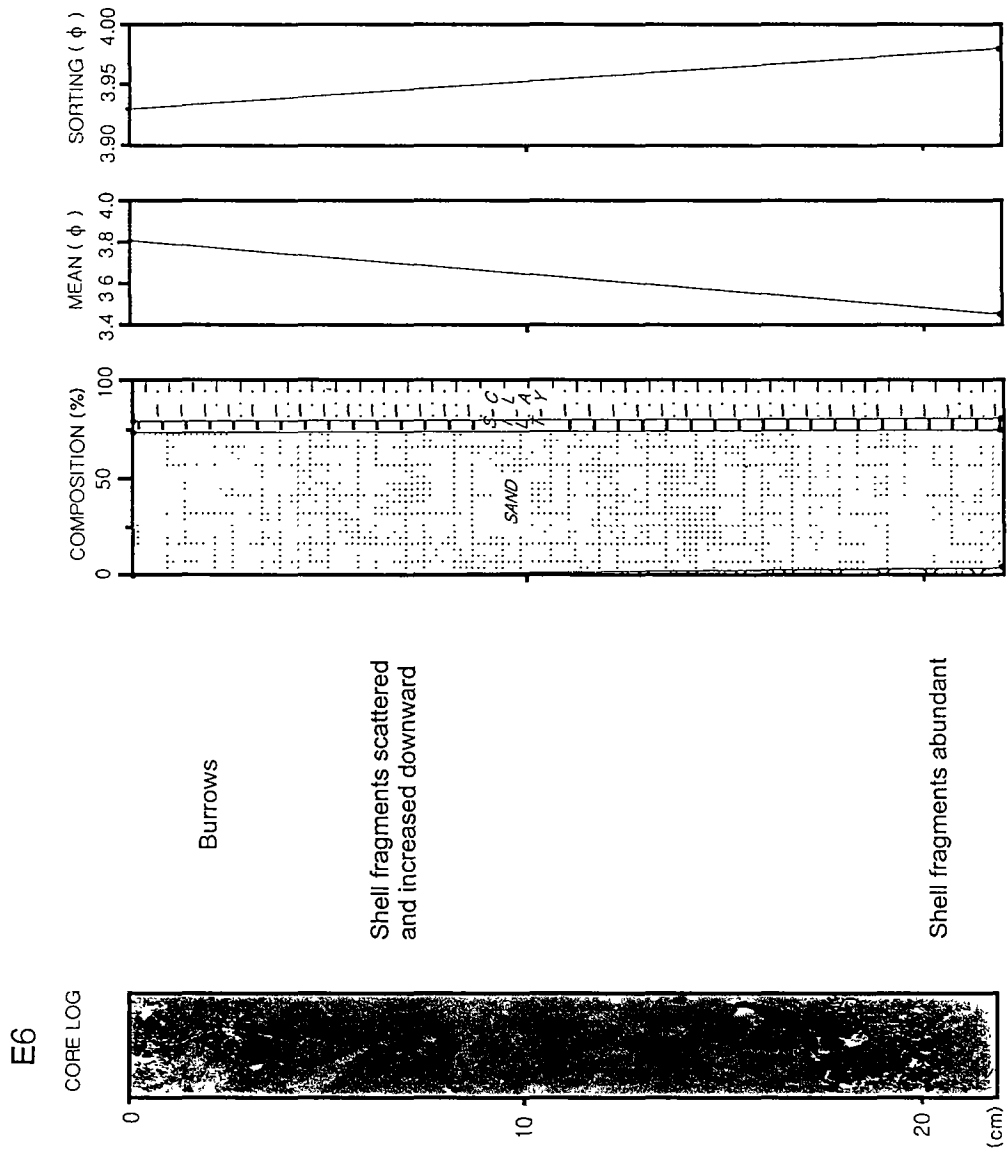 E6
CORE LOG
COMPOSITION (%)
MEAN ( ϕ )
SORTING ( ϕ )
0 50 100
3.4 3 6 3.8 4.0
3.90 3.95 4.00
0
10
20
(cm)
Burrows
Shell fragments scattered
and increased downward
Shell fragments abundant
SAND
SILT
CLAY